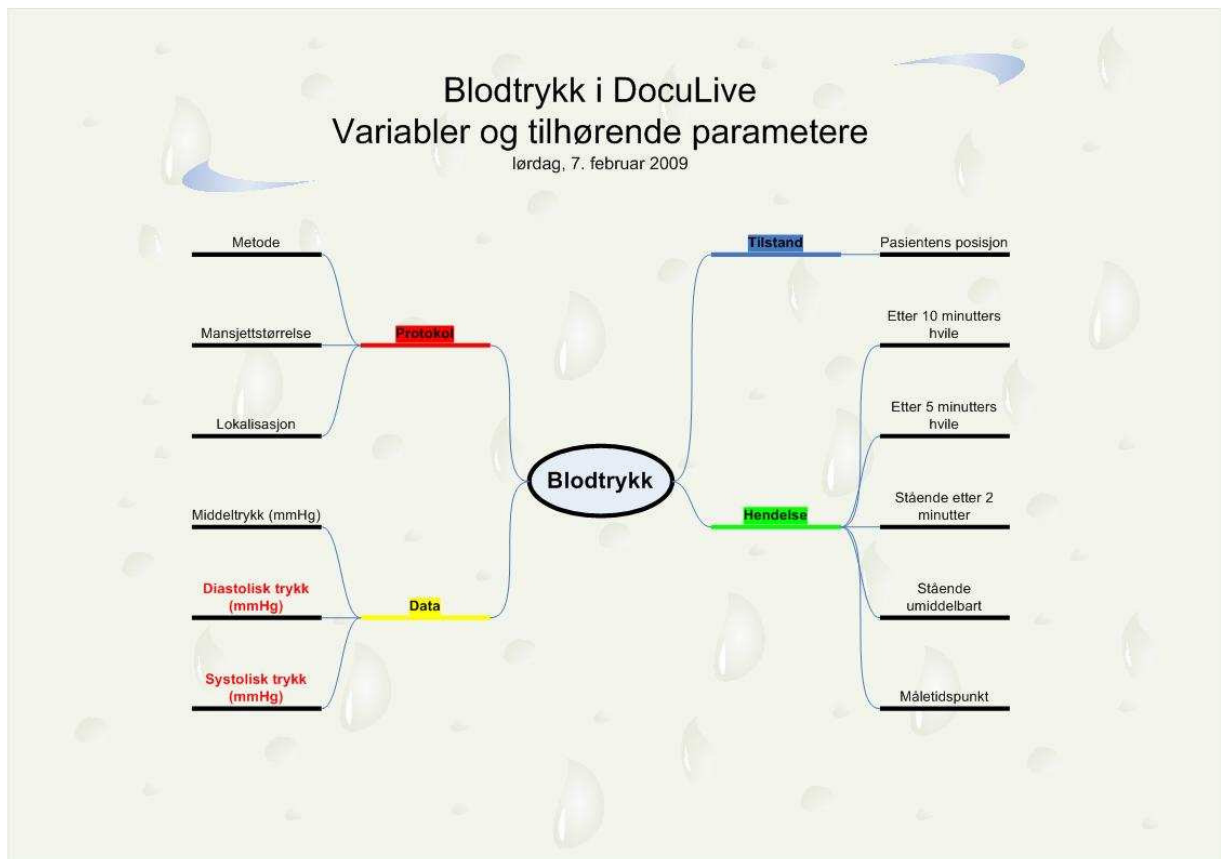 Blodtrykk i DocuLive
Variabler og tilhørende parametere
lørdag, 7. februar 2009
Metode
Mansjettstørrelse
Protokol
Lokalisasjon
Middeltrykk (mmHg)
Diastolisk trykk
(mmHg)
Data
Systolisk trykk
(mmHg)
Blodtrykk
Tilstand
Pasientens posisjon
Etter 10 minutters
hvile
Etter 5 minutters
hvile
Hendelse
Stående etter 2
minutter
Stående
umiddelbart
Måletidspunkt